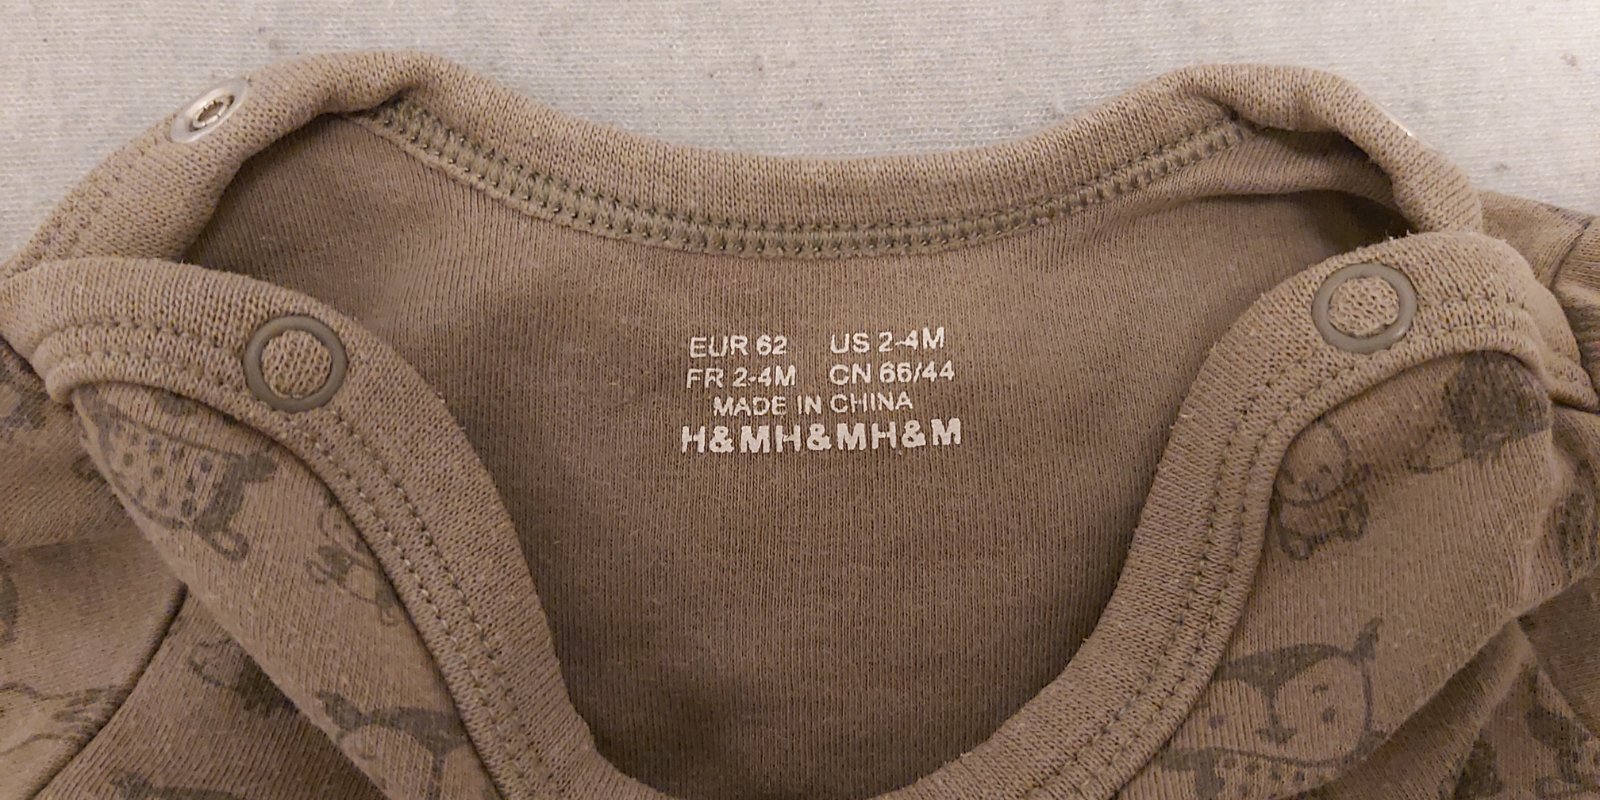 EUR 62 US 2-4M
FR 2-4M CN 66/44
MADE IN CHINA
H&MH&MH&M